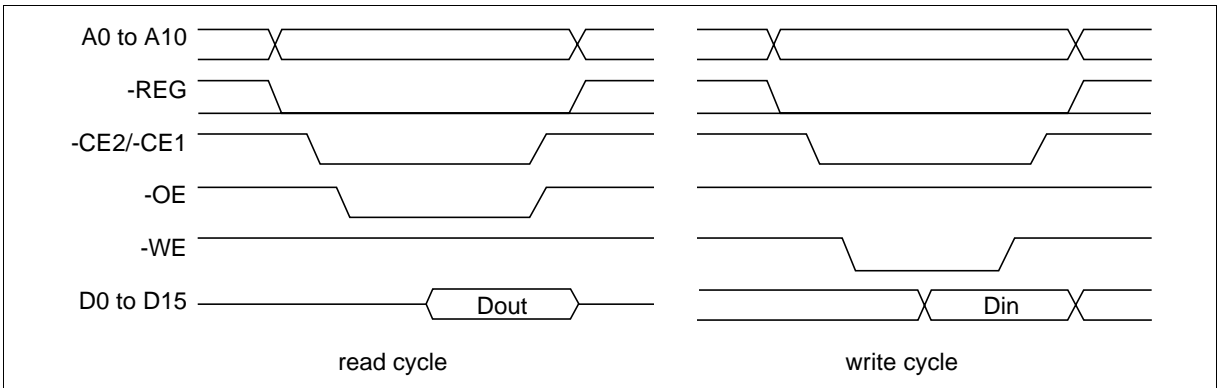 A0 to A10
-REG
-CE2/-CE1
-OE
-WE
D0 to D15
Dout
Din
read cycle
write cycle